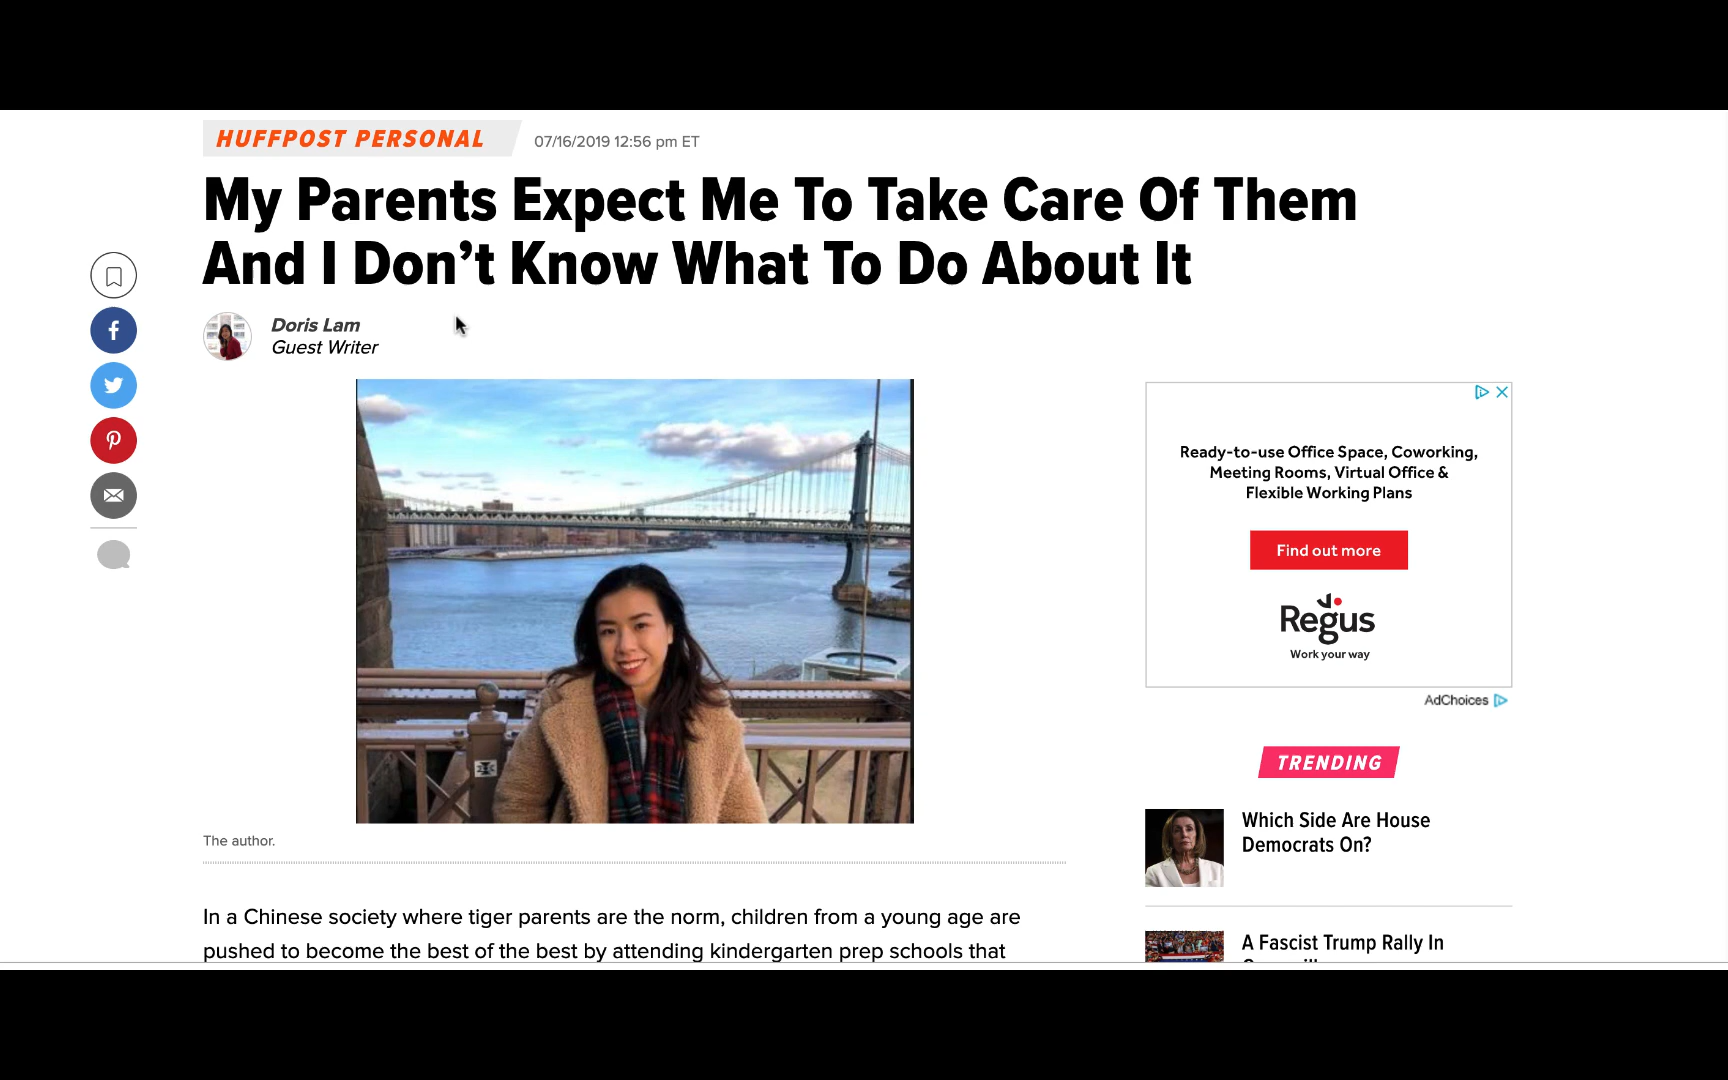 HUFFPOST PERSONAL
07/16/2019 12:56 pm ET
My Parents Expect Me To Take Care Of Them
And I Don’t Know What To Do About It
Doris Lam
Guest Writer
The author.
In a Chinese society where tiger parents are the norm, children from a young age are
pushed to become the best of the best by attending kindergarten prep schools that
Ready-to-use Office Space, Coworking,
Meeting Rooms, Virtual Office &
Flexible Working Plans
Find out more
Regus
Work your way
AdChoices
TRENDING
Which Side Are House
Democrats On?
A Fascist Trump Rally In